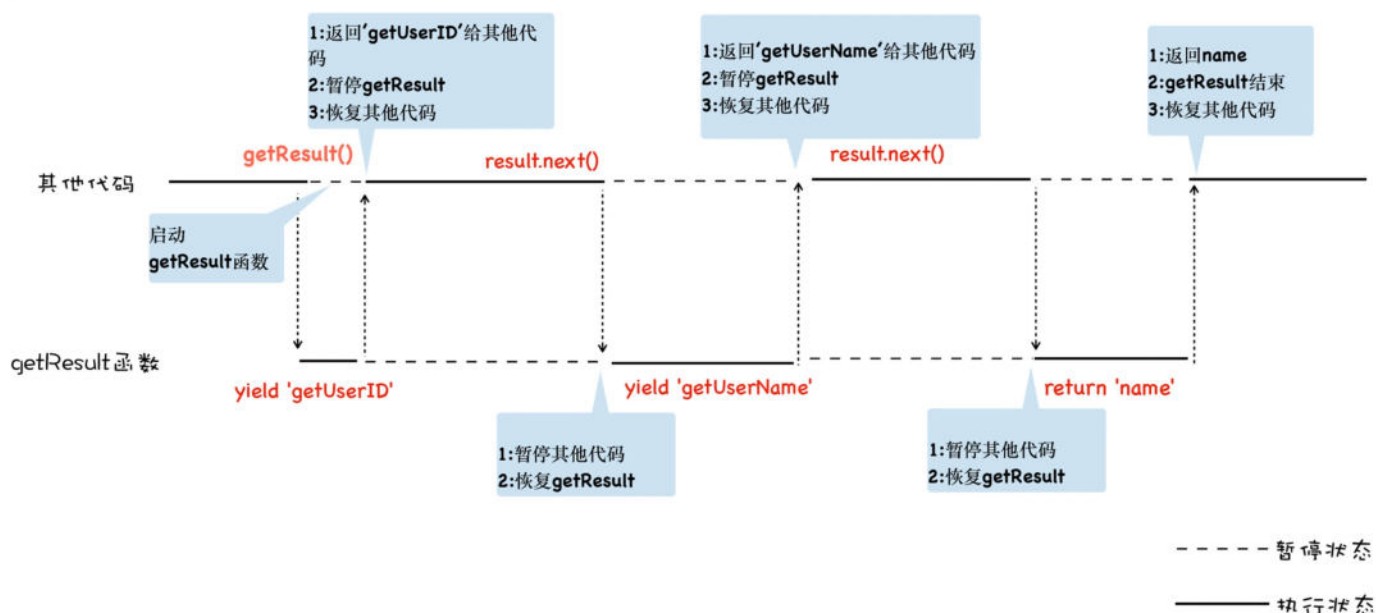 1:返回'getUserID'给其他代
码
2:暂停getResult
3:恢复其他代码
1:返回'getUserName'给其他代码
2:暂停getResult
3:恢复其他代码
1:返回name
2:getResult结束
3:恢复其他代码
getResult()
result.next()
result.next()
其他代码
启动
getResult函数
getResult函数
yield 'getUserID'
yield 'getUserName'
return 'name'
1:暂停其他代码
2:恢复getResult
1:暂停其他代码
2:恢复getResult
暂停状态
执行状态